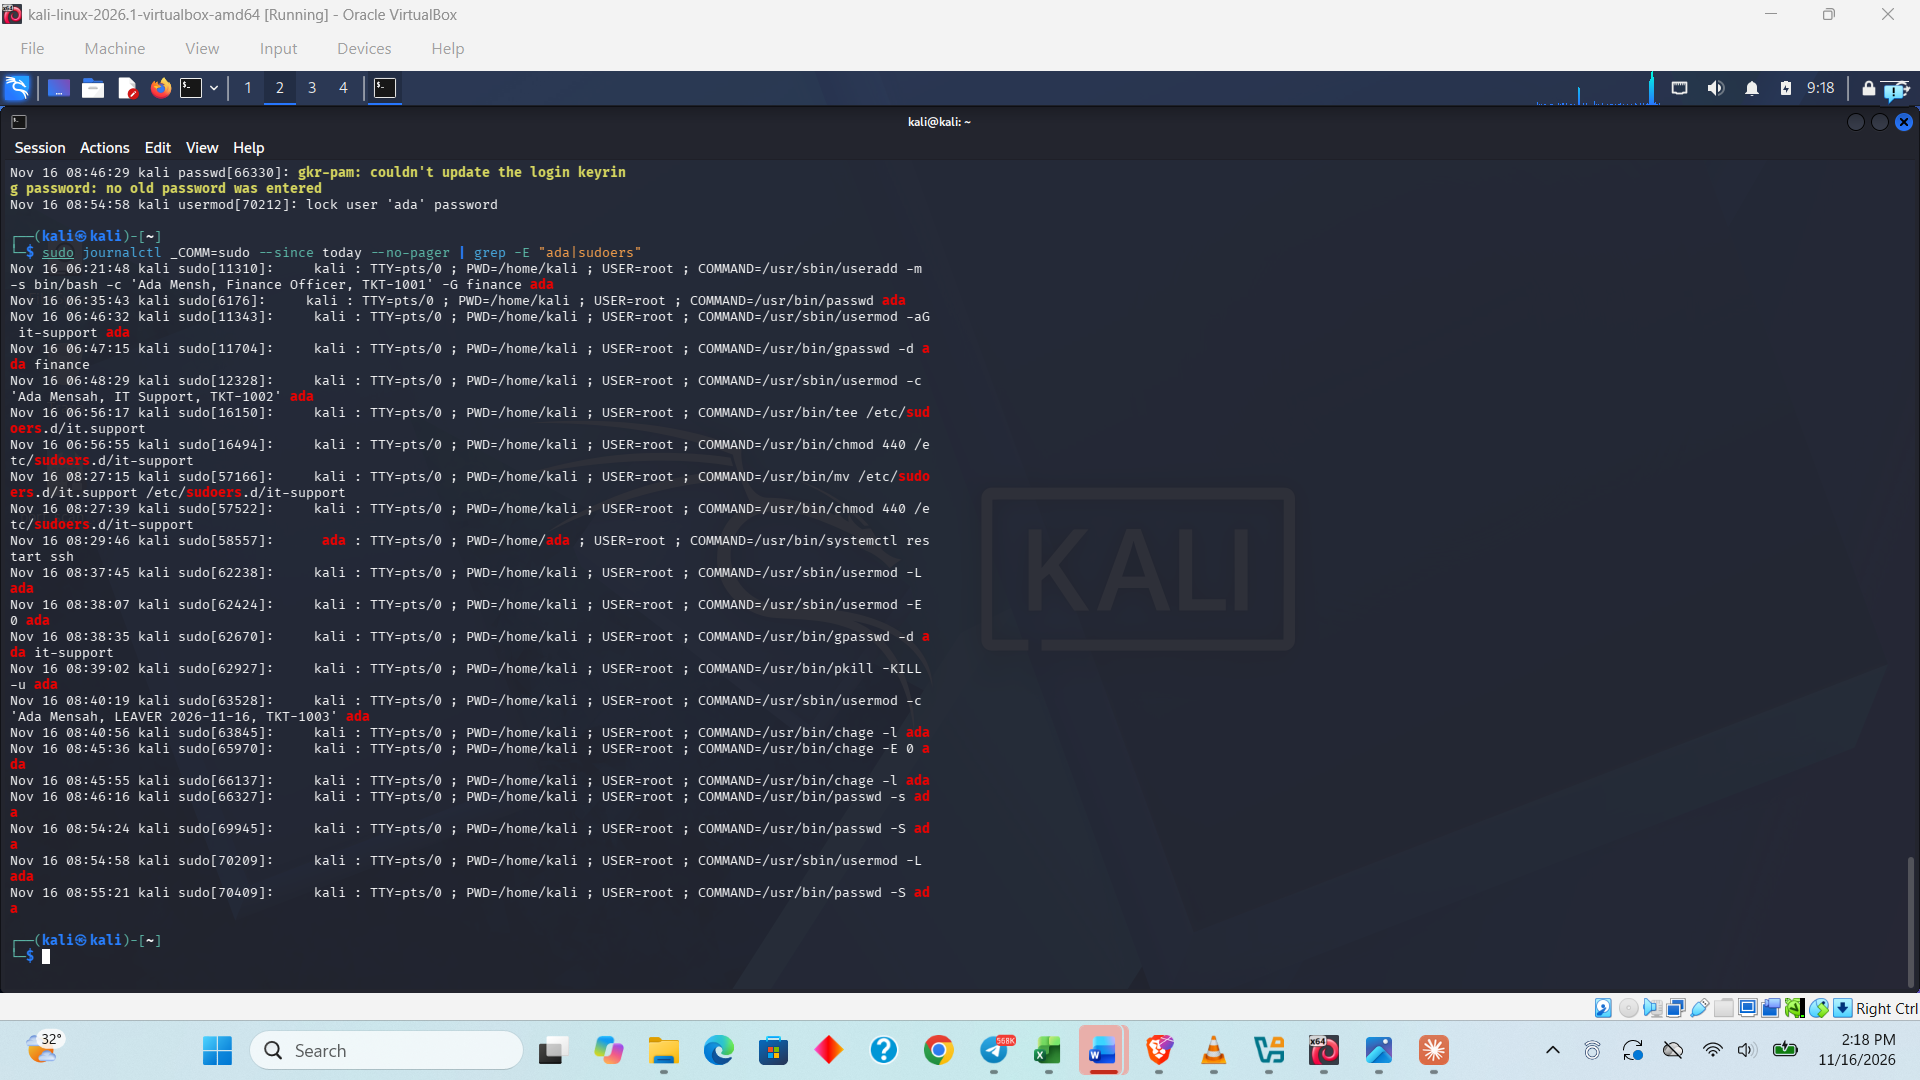 kali-linux-2026.1-virtualbox-amd64 [Running] - Oracle VirtualBox
File Machine View Input Devices Help
1 2 3 4 9:18
kali@kali: ~
Session Actions Edit View Help
Nov 16 08:46:29 kali passwd[66330]: gkr-pam: couldn't update the login keyrin
g password: no old password was entered
Nov 16 08:54:58 kali usermod[70212]: lock user 'ada' password
┌──(kali㉿kali)-[~]
└─$ sudo journalctl _COMM=sudo --since today --no-pager | grep -E "ada|sudoers"
Nov 16 06:21:48 kali sudo[11310]:     kali : TTY=pts/0 ; PWD=/home/kali ; USER=root ; COMMAND=/usr/sbin/useradd -m
-s bin/bash -c 'Ada Mensh, Finance Officer, TKT-1001' -G finance ada
Nov 16 06:35:43 kali sudo[6176]:     kali : TTY=pts/0 ; PWD=/home/kali ; USER=root ; COMMAND=/usr/bin/passwd ada
Nov 16 06:46:32 kali sudo[11343]:     kali : TTY=pts/0 ; PWD=/home/kali ; USER=root ; COMMAND=/usr/sbin/usermod -aG
 it-support ada
Nov 16 06:47:15 kali sudo[11704]:     kali : TTY=pts/0 ; PWD=/home/kali ; USER=root ; COMMAND=/usr/bin/gpasswd -d a
da finance
Nov 16 06:48:29 kali sudo[12328]:     kali : TTY=pts/0 ; PWD=/home/kali ; USER=root ; COMMAND=/usr/sbin/usermod -c
'Ada Mensah, IT Support, TKT-1002' ada
Nov 16 06:56:17 kali sudo[16150]:     kali : TTY=pts/0 ; PWD=/home/kali ; USER=root ; COMMAND=/usr/bin/tee /etc/sud
oers.d/it.support
Nov 16 06:56:55 kali sudo[16494]:     kali : TTY=pts/0 ; PWD=/home/kali ; USER=root ; COMMAND=/usr/bin/chmod 440 /e
tc/sudoers.d/it-support
Nov 16 08:27:15 kali sudo[57166]:     kali : TTY=pts/0 ; PWD=/home/kali ; USER=root ; COMMAND=/usr/bin/mv /etc/sudo
ers.d/it.support /etc/sudoers.d/it-support
Nov 16 08:27:39 kali sudo[57522]:     kali : TTY=pts/0 ; PWD=/home/kali ; USER=root ; COMMAND=/usr/bin/chmod 440 /e
tc/sudoers.d/it-support
Nov 16 08:29:46 kali sudo[58557]:      ada : TTY=pts/0 ; PWD=/home/ada ; USER=root ; COMMAND=/usr/bin/systemctl res
tart ssh
Nov 16 08:37:45 kali sudo[62238]:     kali : TTY=pts/0 ; PWD=/home/kali ; USER=root ; COMMAND=/usr/sbin/usermod -L
ada
Nov 16 08:38:07 kali sudo[62424]:     kali : TTY=pts/0 ; PWD=/home/kali ; USER=root ; COMMAND=/usr/sbin/usermod -E
0 ada
Nov 16 08:38:35 kali sudo[62670]:     kali : TTY=pts/0 ; PWD=/home/kali ; USER=root ; COMMAND=/usr/bin/gpasswd -d a
da it-support
Nov 16 08:39:02 kali sudo[62927]:     kali : TTY=pts/0 ; PWD=/home/kali ; USER=root ; COMMAND=/usr/bin/pkill -KILL
-u ada
Nov 16 08:40:19 kali sudo[63528]:     kali : TTY=pts/0 ; PWD=/home/kali ; USER=root ; COMMAND=/usr/sbin/usermod -c
'Ada Mensah, LEAVER 2026-11-16, TKT-1003' ada
Nov 16 08:40:56 kali sudo[63845]:     kali : TTY=pts/0 ; PWD=/home/kali ; USER=root ; COMMAND=/usr/bin/chage -l ada
Nov 16 08:45:36 kali sudo[65970]:     kali : TTY=pts/0 ; PWD=/home/kali ; USER=root ; COMMAND=/usr/bin/chage -E 0 a
da
Nov 16 08:45:55 kali sudo[66137]:     kali : TTY=pts/0 ; PWD=/home/kali ; USER=root ; COMMAND=/usr/bin/chage -l ada
Nov 16 08:46:16 kali sudo[66327]:     kali : TTY=pts/0 ; PWD=/home/kali ; USER=root ; COMMAND=/usr/bin/passwd -s ad
a
Nov 16 08:54:24 kali sudo[69945]:     kali : TTY=pts/0 ; PWD=/home/kali ; USER=root ; COMMAND=/usr/bin/passwd -S ad
a
Nov 16 08:54:58 kali sudo[70209]:     kali : TTY=pts/0 ; PWD=/home/kali ; USER=root ; COMMAND=/usr/sbin/usermod -L
ada
Nov 16 08:55:21 kali sudo[70409]:     kali : TTY=pts/0 ; PWD=/home/kali ; USER=root ; COMMAND=/usr/bin/passwd -S ad
a
┌──(kali㉿kali)-[~]
└─$
KALI
Right Ctrl
32°
Search
568K
x64
2:18 PM
11/16/2026